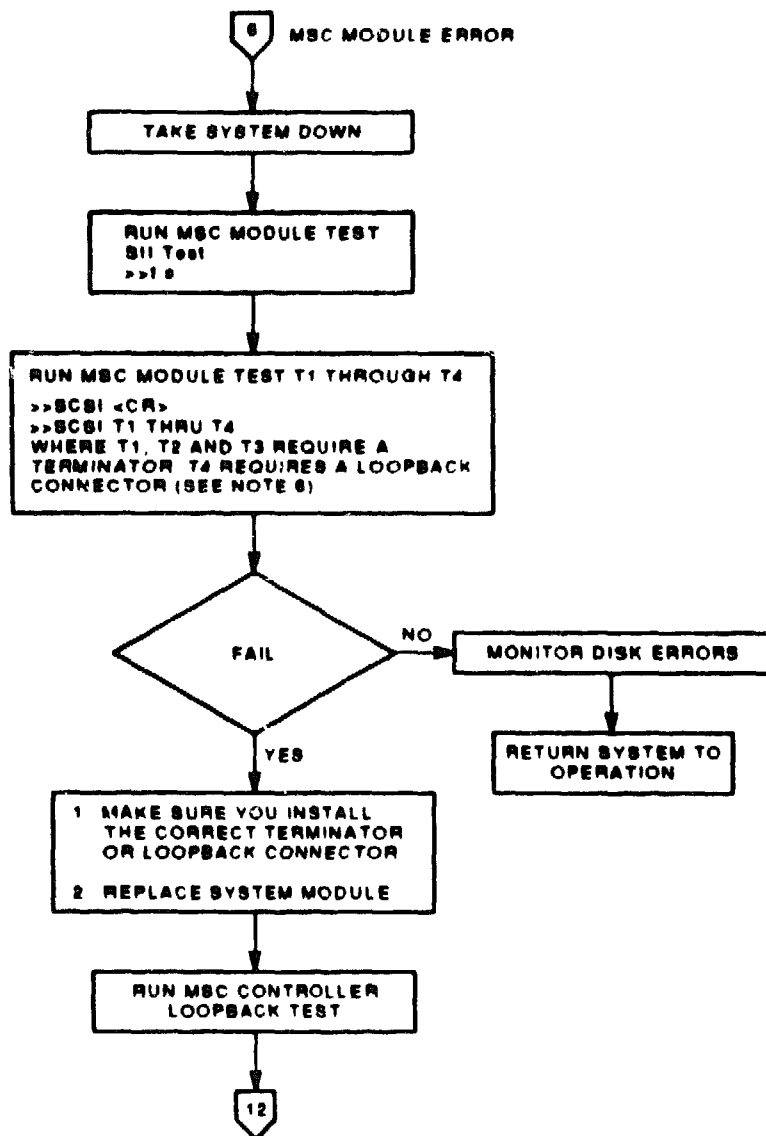 6 MSC MODULE ERROR
TAKE SYSTEM DOWN
RUN MSC MODULE TEST
SII Test
>>t s
RUN MSC MODULE TEST T1 THROUGH T4
>>SCSI <CR>
>>SCSI T1 THRU T4
WHERE T1, T2 AND T3 REQUIRE A
TERMINATOR T4 REQUIRES A LOOPBACK
CONNECTOR (SEE NOTE 6)
FAIL
NO
MONITOR DISK ERRORS
RETURN SYSTEM TO
OPERATION
YES
1 MAKE SURE YOU INSTALL
THE CORRECT TERMINATOR
OR LOOPBACK CONNECTOR
2 REPLACE SYSTEM MODULE
RUN MSC CONTROLLER
LOOPBACK TEST
12